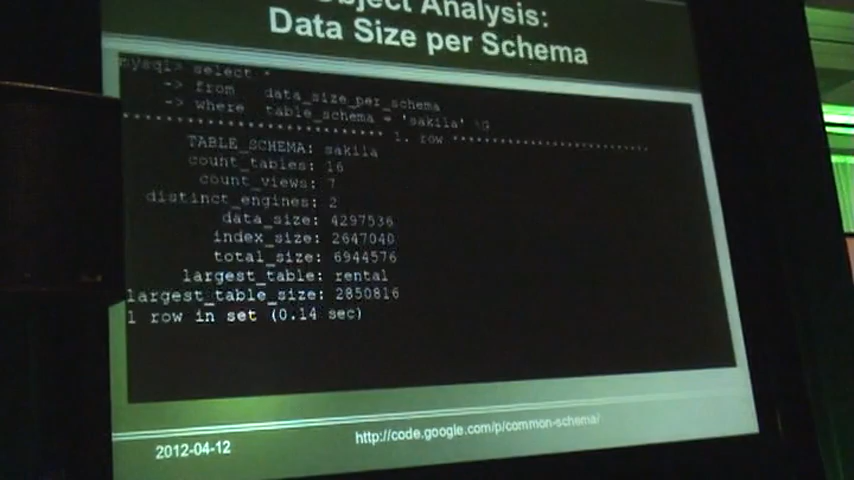 Object Analysis:
Data Size per Schema
mysql> select *
-> from data_size_per_schema
-> where table_schema = 'sakila' \G
*************************** 1. row ***************************
TABLE_SCHEMA: sakila
count_tables: 16
count_views: 7
distinct_engines: 2
data_size: 4297536
index_size: 2647040
total_size: 6944576
largest_table: rental
largest_table_size: 2850816
1 row in set (0.14 sec)
2012-04-12
http://code.google.com/p/common-schema/